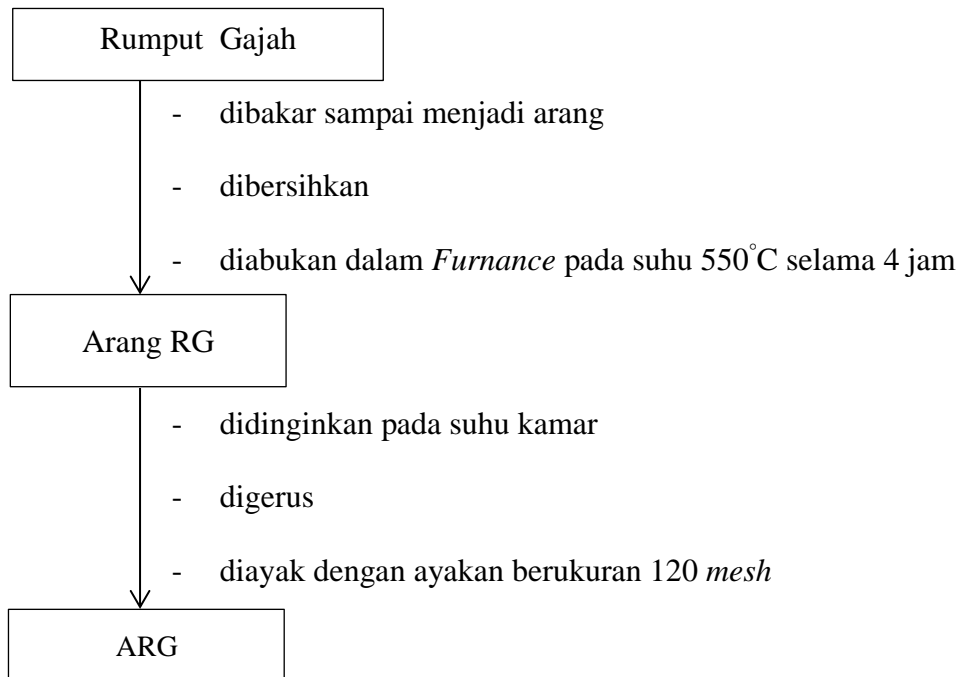 Rumput Gajah
- dibakar sampai menjadi arang
- dibersihkan
- diabukan dalam Furnance pada suhu 550°C selama 4 jam
Arang RG
- didinginkan pada suhu kamar
- digerus
- diayak dengan ayakan berukuran 120 mesh
ARG